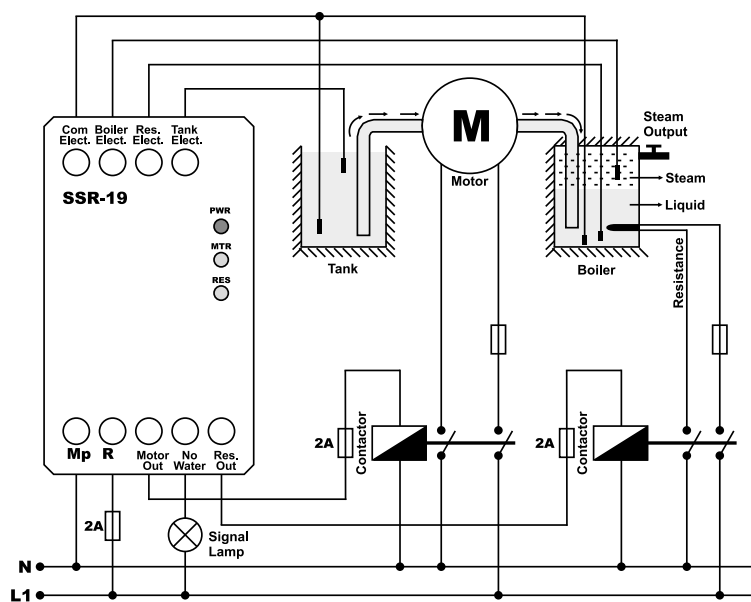 Com Elect.
Boiler Elect.
Res. Elect.
Tank Elect.
SSR-19
PWR
MTR
RES
M
Motor
Tank
Boiler
Steam
Output
Steam
Liquid
Resistance
Mp
R
Motor Out
No Water
Res. Out
2A
Signal
Lamp
2A
Contactor
2A
Contactor
N
L1